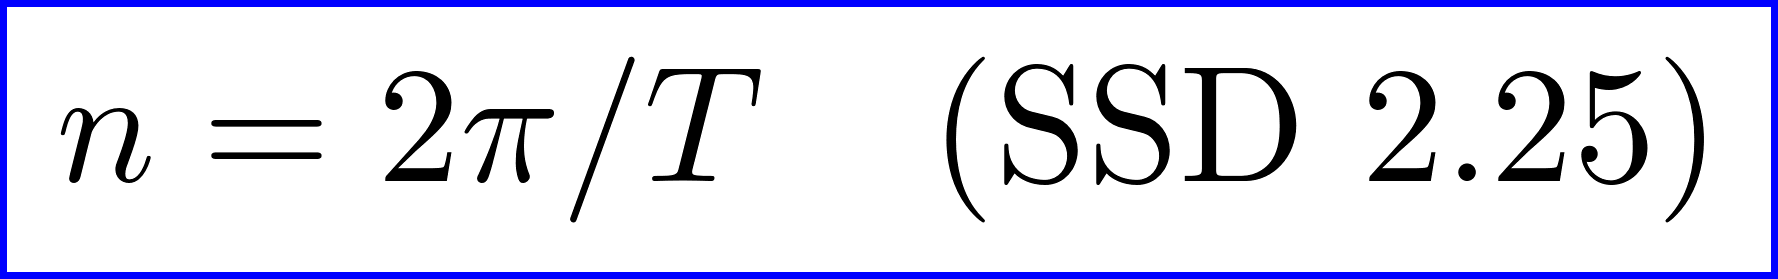 n = 2π/T (SSD 2.25)